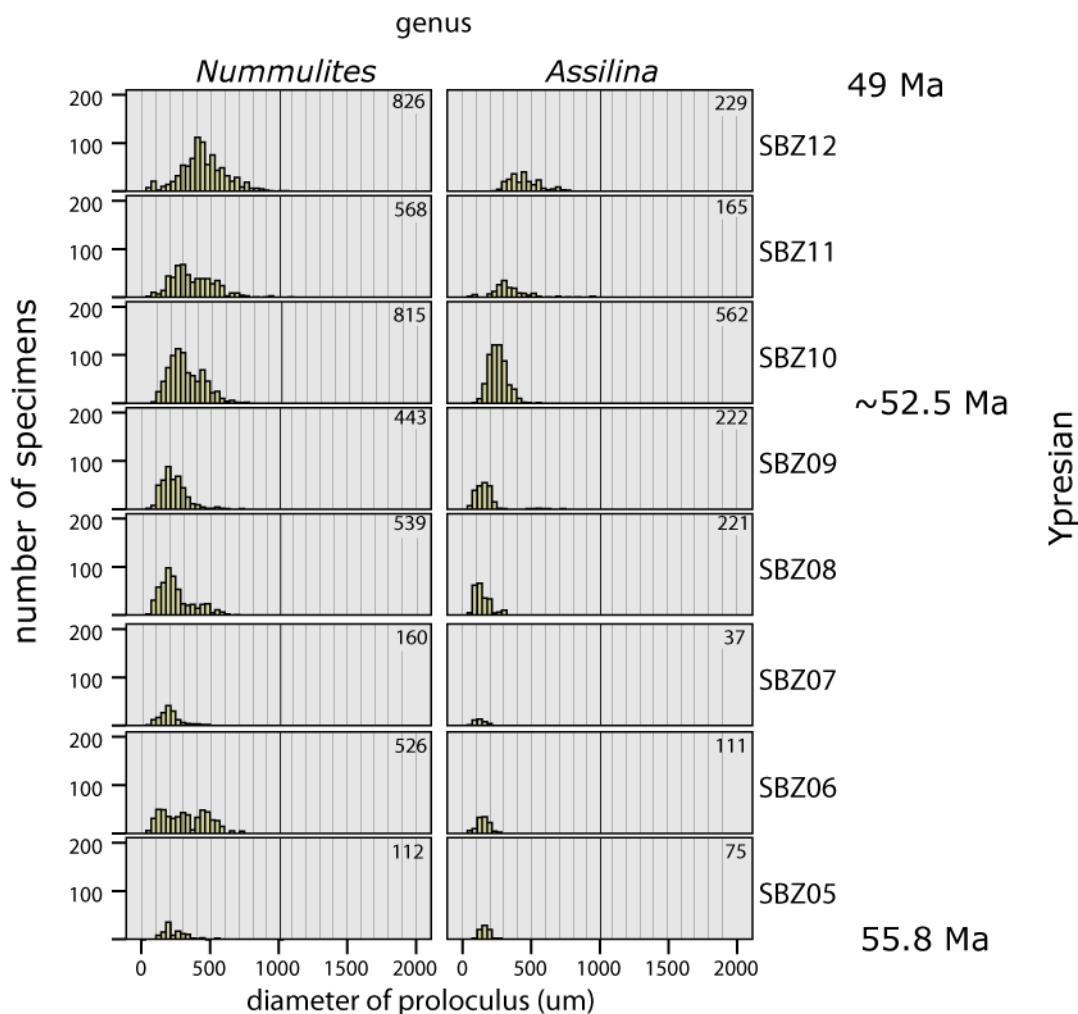 genus
Nummulites Assilina
49 Ma
200 826 229
100 SBZ12
200 568 165
100 SBZ11
200 815 562
100 SBZ10
~52.5 Ma
200 443 222
100 SBZ09
number of specimens
Ypresian
200 539 221
100 SBZ08
200 160 37
100 SBZ07
200 526 111
100 SBZ06
200 112 75
100 SBZ05
55.8 Ma
0 500 1000 1500 2000 0 500 1000 1500 2000
diameter of proloculus (um)